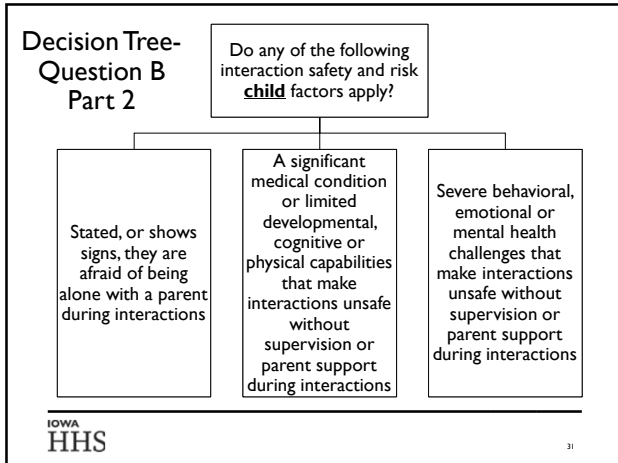 Decision Tree-
Question B
Part 2
Do any of the following
interaction safety and risk
child factors apply?
Stated, or shows
signs, they are
afraid of being
alone with a parent
during interactions
A significant
medical condition
or limited
developmental,
cognitive or
physical capabilities
that make
interactions unsafe
without
supervision or
parent support
during interactions
Severe behavioral,
emotional or
mental health
challenges that
make interactions
unsafe without
supervision or
parent support
during interactions
IOWA
HHS
31